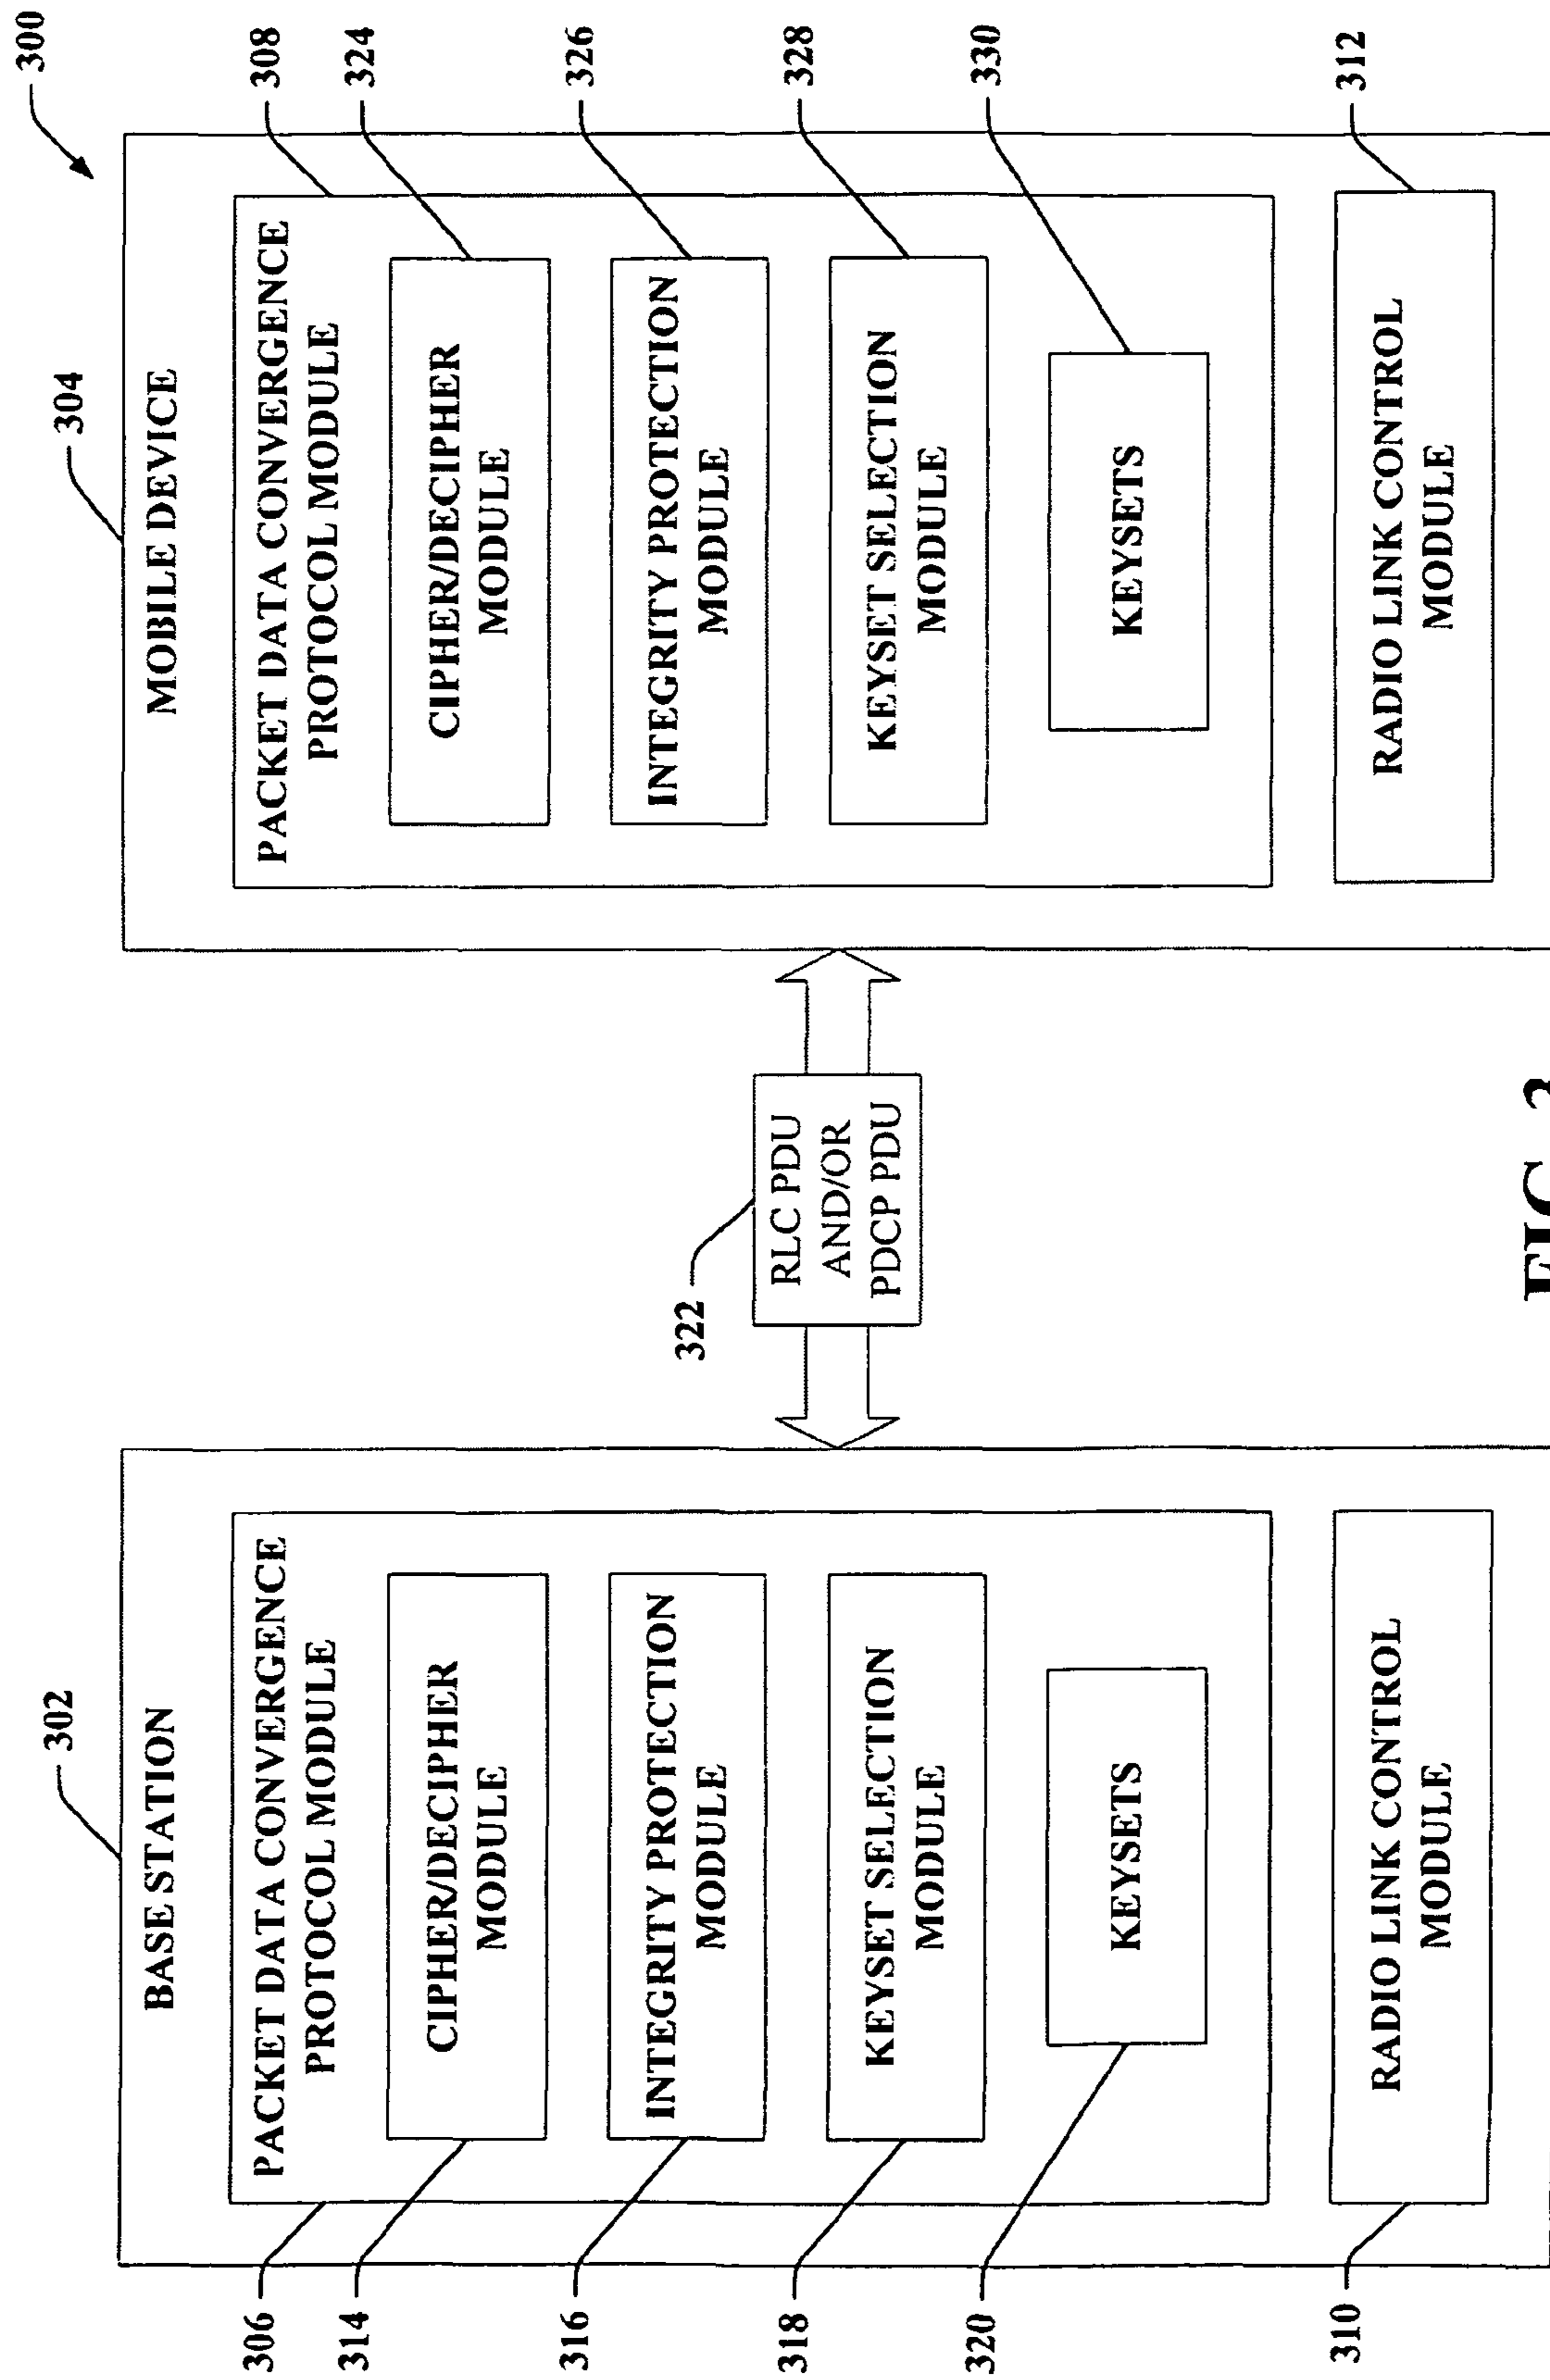 300
302
BASE STATION
306
PACKET DATA CONVERGENCE
PROTOCOL MODULE
314
CIPHER/DECIPHER
MODULE
316
INTEGRITY PROTECTION
MODULE
318
KEYSET SELECTION
MODULE
320
KEYSETS
310
RADIO LINK CONTROL
MODULE
322
RLC PDU
AND/OR
PDCP PDU
304
MOBILE DEVICE
308
PACKET DATA CONVERGENCE
PROTOCOL MODULE
324
CIPHER/DECIPHER
MODULE
326
INTEGRITY PROTECTION
MODULE
328
KEYSET SELECTION
MODULE
330
KEYSETS
312
RADIO LINK CONTROL
MODULE
FIG. 3